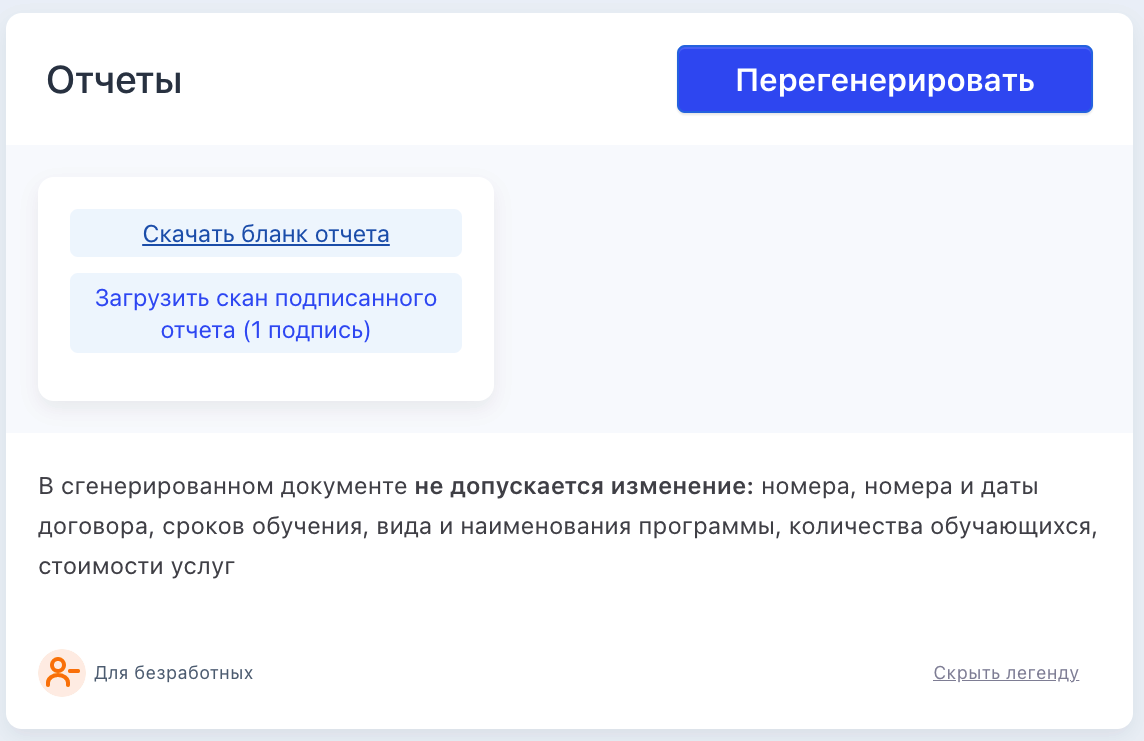 Отчеты
Перегенерировать
Скачать бланк отчета
Загрузить скан подписанного
отчета (1 подпись)
В сгенерированном документе не допускается изменение: номера, номера и даты
договора, сроков обучения, вида и наименования программы, количества обучающихся,
стоимости услуг
Для безработных
Скрыть легенду